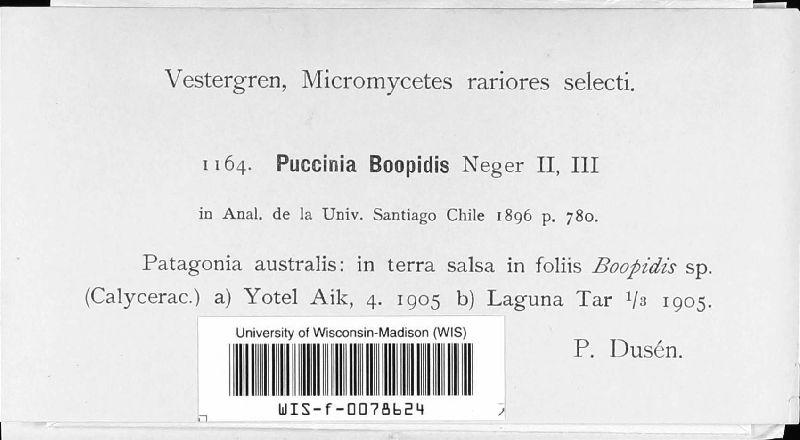 Vestergren, Micromycetes rariores selecti.
1164. Puccinia Boopidis Neger II, III
in Anal. de la Univ. Santiago Chile 1896 p. 780.
Patagonia australis: in terra salsa in foliis Boopidis sp.
(Calycerac.) a) Yotel Aik, 4. 1905 b) Laguna Tar 1/3 1905.
P. Dusén.
University of Wisconsin-Madison (WIS)
WIS-f-0078624